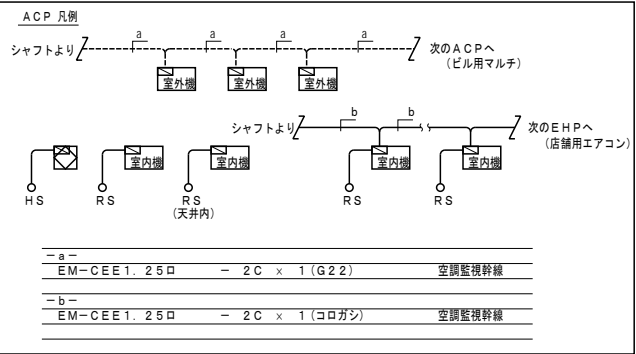 ACP 凡例
シャフトより
a a a a
次のACPへ
(ビル用マルチ)
室外機 室外機 室外機
シャフトより
b b
次のEHPへ
(店舗用エアコン)
室内機 室内機 室内機 室内機
HS RS RS RS RS
(天井内)
-a-
EM-CEE1.25□ - 2C × 1(G22) 空調監視幹線
-b-
EM-CEE1.25□ - 2C × 1(コロガシ) 空調監視幹線